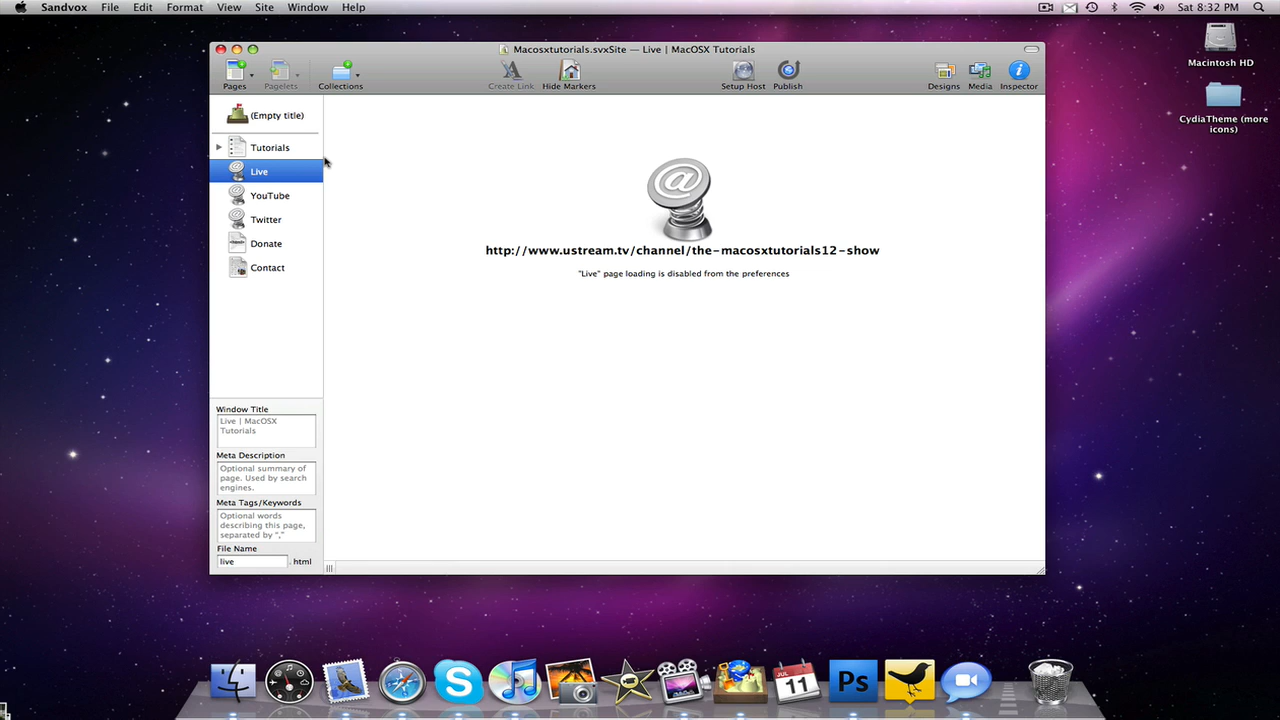 Sandvox File Edit Format View Site Window Help Sat 8:32 PM
Macosxtutorials.svxSite — Live | MacOSX Tutorials
Pages Pagelets Collections Create Link Hide Markers Setup Host Publish Designs Media Inspector
(Empty title)
Tutorials
Live
YouTube
Twitter
Donate
Contact
@
http://www.ustream.tv/channel/the-macosxtutorials12-show
"Live" page loading is disabled from the preferences
Window Title
Live | MacOSX
Tutorials
Meta Description
Optional summary of
page. Used by search
engines.
Meta Tags/Keywords
Optional words
describing this page,
separated by ","
File Name
live .html
Macintosh HD
CydiaTheme (more
icons)
JUL
11
Ps